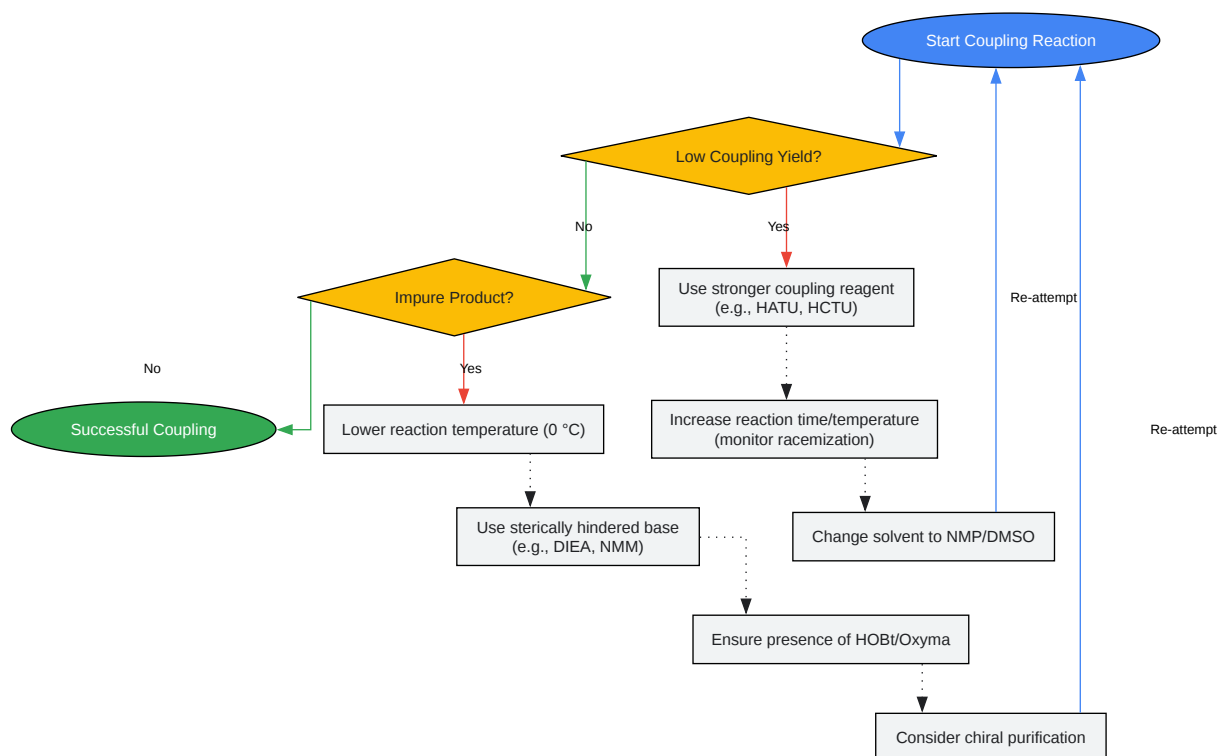 Start Coupling Reaction
Low Coupling Yield?
No
Yes
Impure Product?
Use stronger coupling reagent
(e.g., HATU, HCTU)
Re-attempt
No
Yes
Successful Coupling
Lower reaction temperature (0 °C)
Increase reaction time/temperature
(monitor racemization)
Re-attempt
Use sterically hindered base
(e.g., DIEA, NMM)
Change solvent to NMP/DMSO
Ensure presence of HOBt/Oxyma
Consider chiral purification